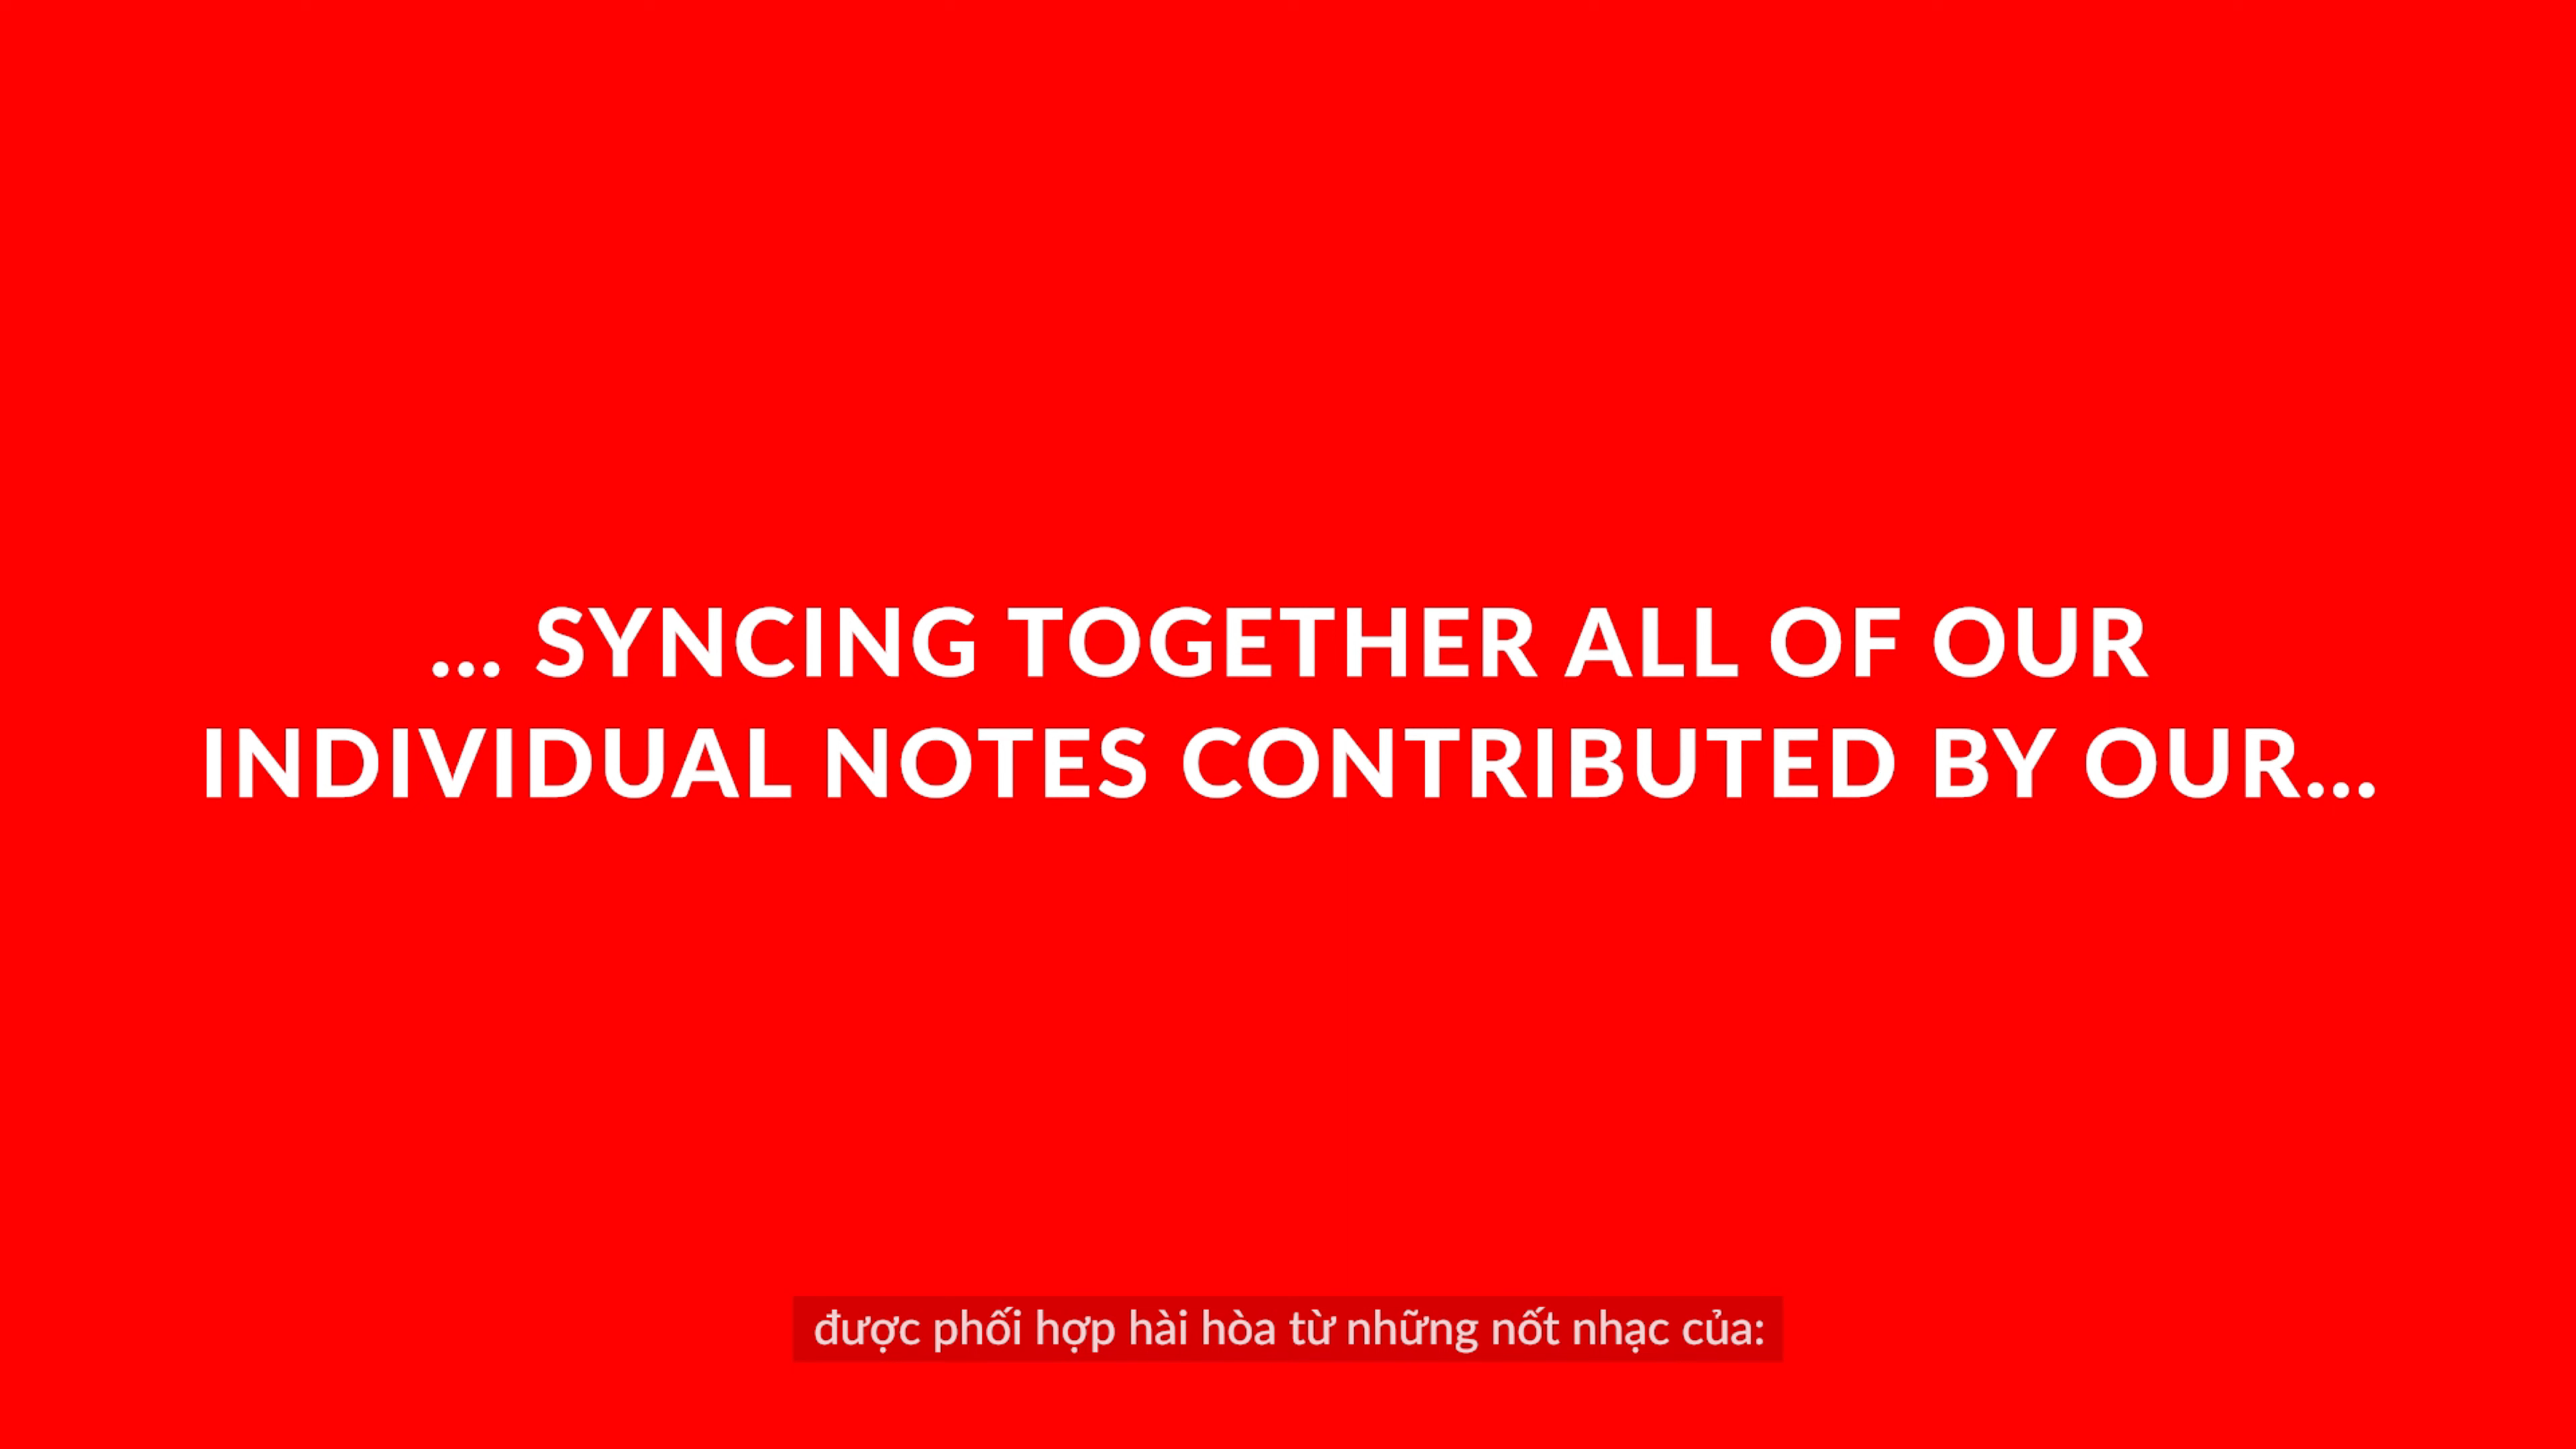 ... SYNCING TOGETHER ALL OF OUR
INDIVIDUAL NOTES CONTRIBUTED BY OUR...
được phối hợp hài hòa từ những nốt nhạc của: